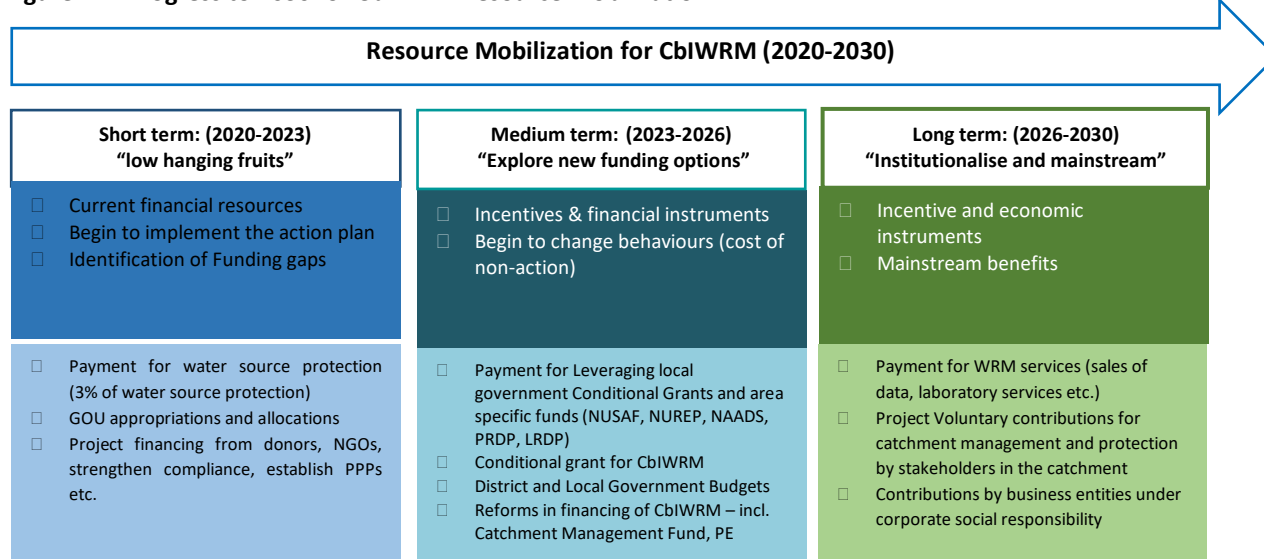 Resource Mobilization for CbIWRM (2020-2030)
Short term: (2020-2023)
“low hanging fruits”
Current financial resources
Begin to implement the action plan
Identification of Funding gaps
Payment for water source protection
(3% of water source protection)
GOU appropriations and allocations
Project financing from donors, NGOs,
strengthen compliance, establish PPPs
etc.
Medium term: (2023-2026)
“Explore new funding options”
Incentives & financial instruments
Begin to change behaviours (cost of
non-action)
Payment for Leveraging local
government Conditional Grants and area
specific funds (NUSAF, NUREP, NAADS,
PRDP, LRDP)
Conditional grant for CbIWRM
District and Local Government Budgets
Reforms in financing of CbIWRM – incl.
Catchment Management Fund, PE
Long term: (2026-2030)
“Institutionalise and mainstream”
Incentive and economic
instruments
Mainstream benefits
Payment for WRM services (sales of
data, laboratory services etc.)
Project Voluntary contributions for
catchment management and protection
by stakeholders in the catchment
Contributions by business entities under
corporate social responsibility